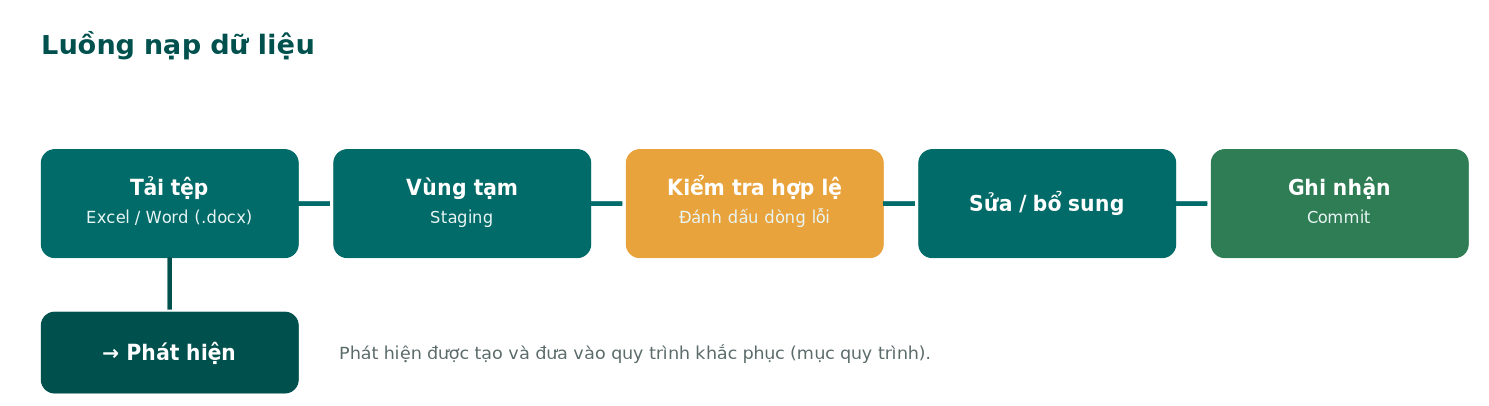 Luồng nạp dữ liệu
Tải tệp
Excel / Word (.docx)
Vùng tạm
Staging
Kiểm tra hợp lệ
Đánh dấu dòng lỗi
Sửa / bổ sung
Ghi nhận
Commit
→ Phát hiện
Phát hiện được tạo và đưa vào quy trình khắc phục (mục quy trình).